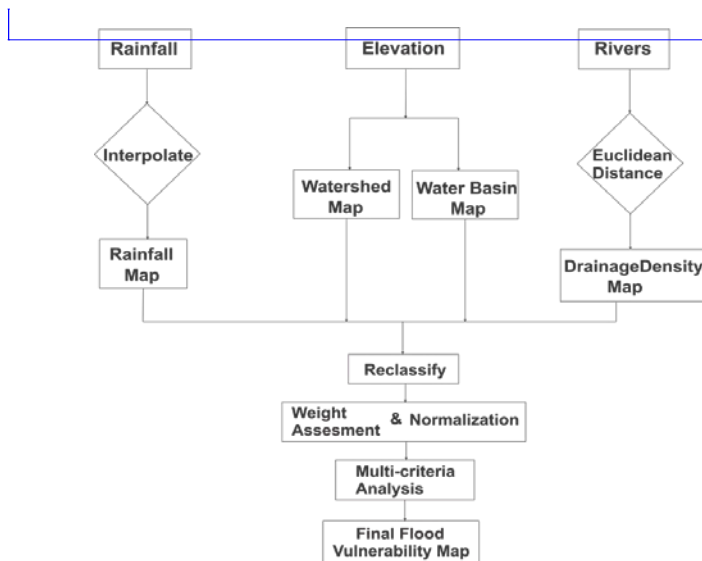 Rainfall
Elevation
Rivers
Interpolate
Euclidean
Distance
Watershed
Map
Water Basin
Map
Rainfall
Map
DrainageDensity
Map
Reclassify
Weight
Assesment
& Normalization
Multi-criteria
Analysis
Final Flood
Vulnerability Map